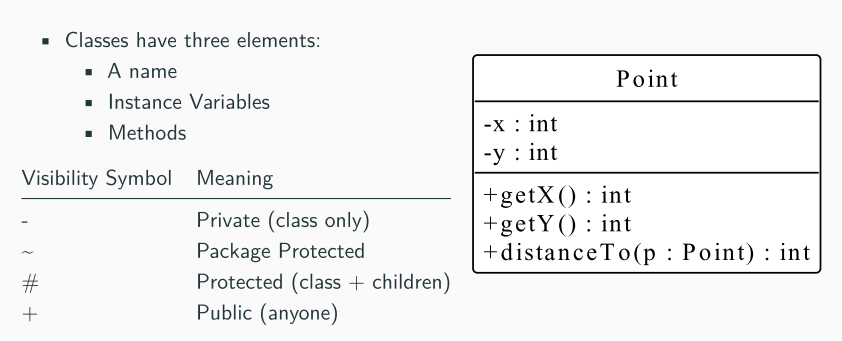 ▪ Classes have three elements:
▪ A name
▪ Instance Variables
▪ Methods
Visibility Symbol Meaning
- Private (class only)
~ Package Protected
# Protected (class + children)
+ Public (anyone)
Point
-x : int
-y : int
+getX() : int
+getY() : int
+distanceTo(p : Point) : int